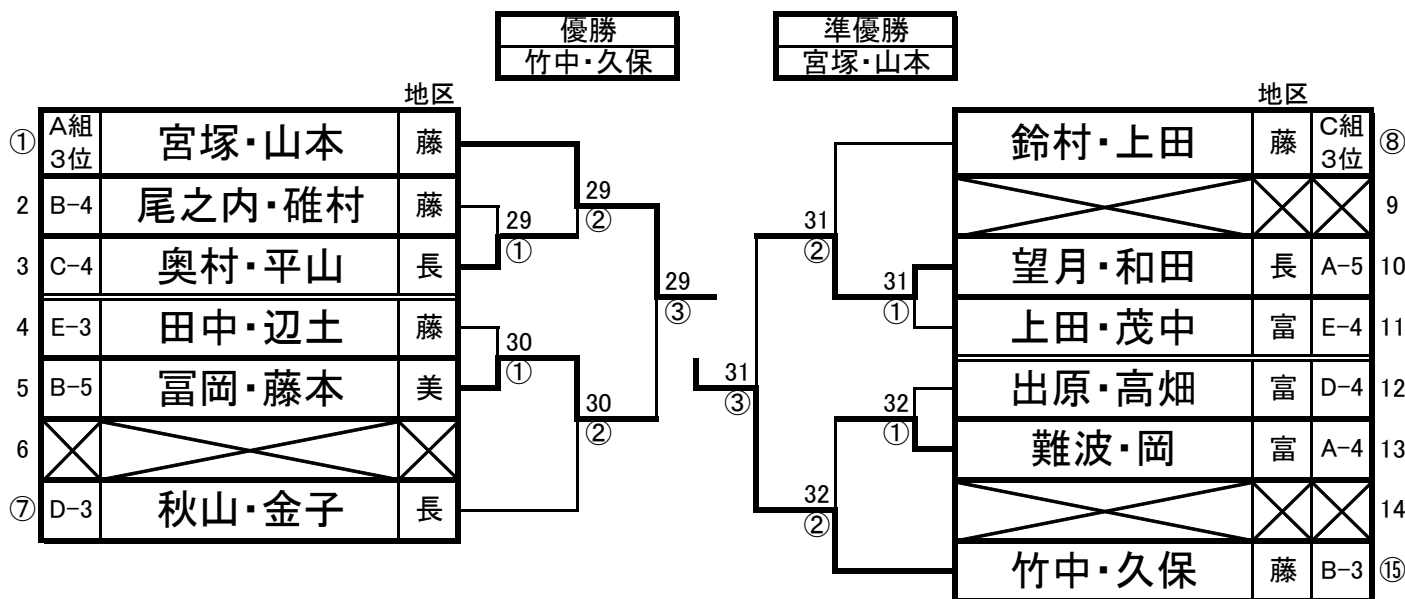 優勝
竹中・久保
準優勝
宮塚・山本
地区
① A組3位 宮塚・山本 藤
2 B-4 尾之内・碓村 藤
3 C-4 奥村・平山 長
4 E-3 田中・辺土 藤
5 B-5 冨岡・藤本 美
6
⑦ D-3 秋山・金子 長
29
①
29
②
30
①
30
②
29
③
31
③
31
②
31
①
32
①
32
②
地区
鈴村・上田 藤 C組3位 ⑧
9
望月・和田 長 A-5 10
上田・茂中 富 E-4 11
出原・高畑 富 D-4 12
難波・岡 富 A-4 13
14
竹中・久保 藤 B-3 ⑮